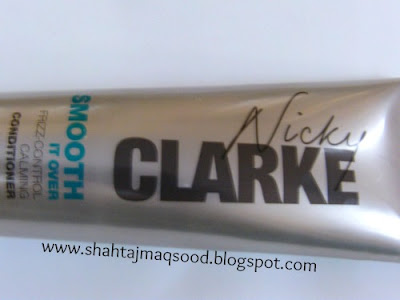 Nicky
CLARKE
SMOOTH
IT OVER
FRIZZ CONTROL
CALMING
CONDITIONER
www.shahtajmaqsood.blogspot.com